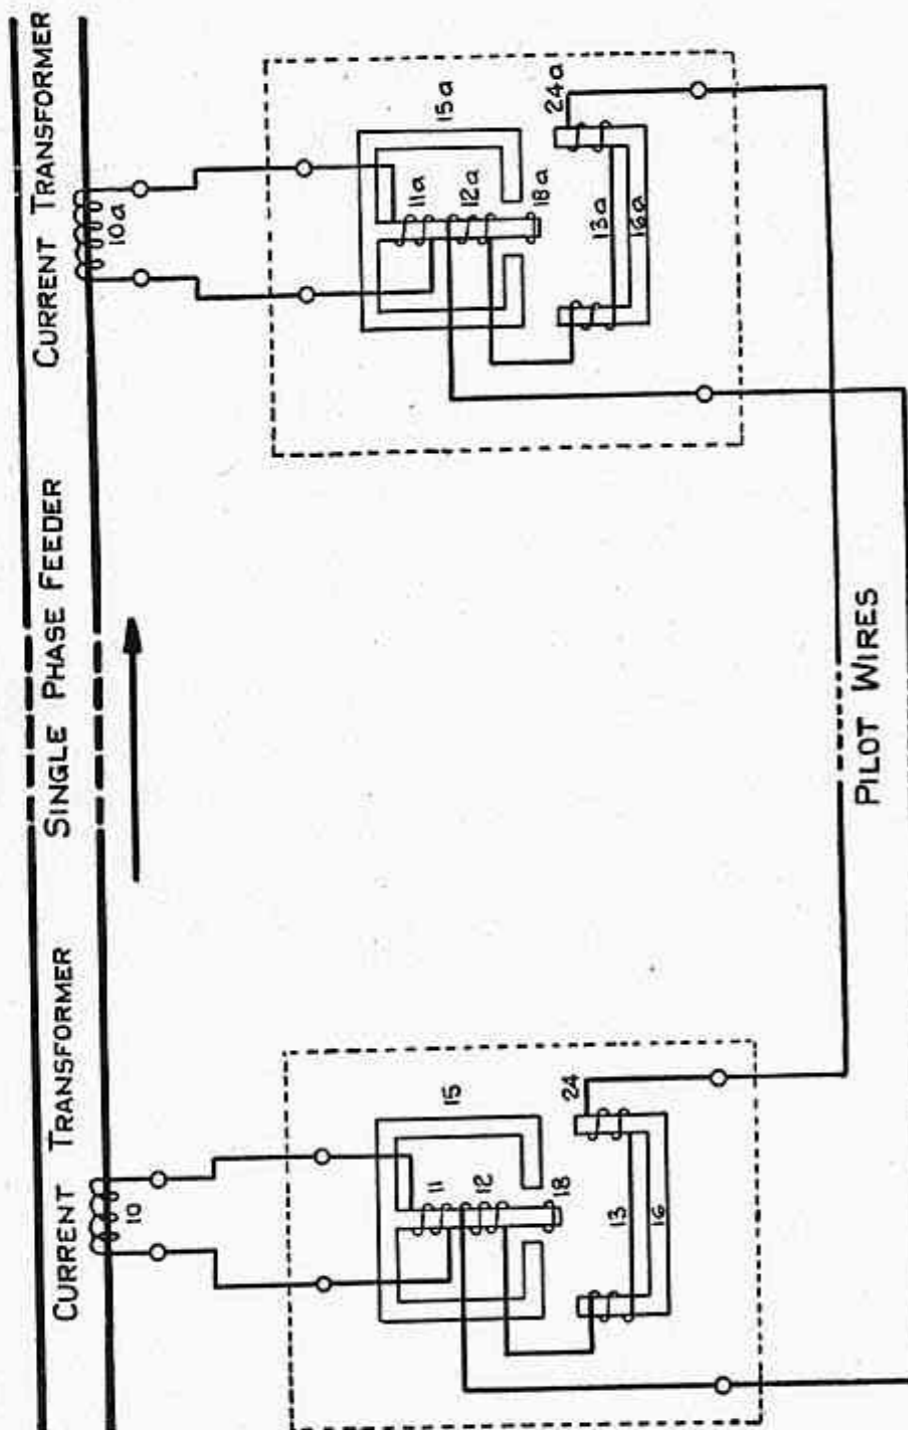 CURRENT TRANSFORMER
SINGLE PHASE FEEDER
CURRENT TRANSFORMER
10
10a
11
12
15
18
24
13
16
11a
12a
15a
18a
24a
13a
16a
PILOT WIRES